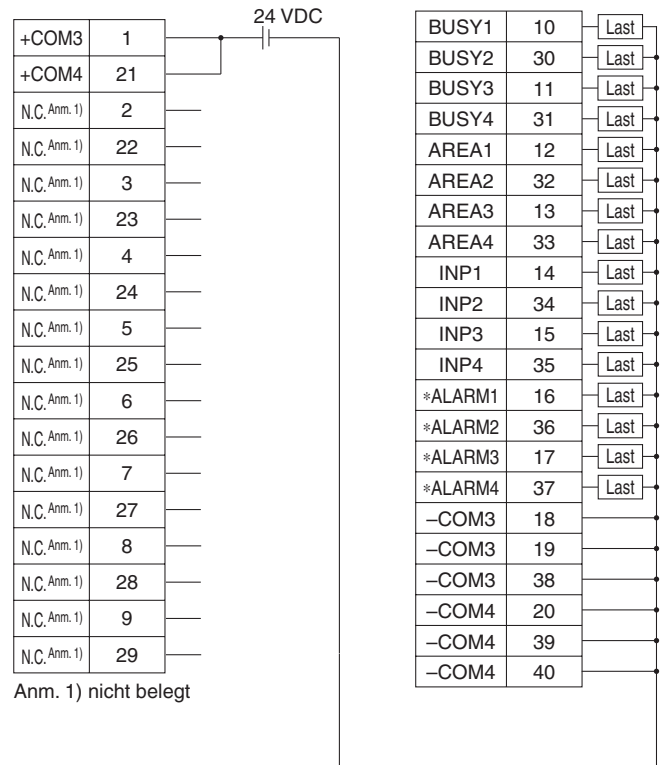 24 VDC
+COM3 1
+COM4 21
N.C. Anm. 1) 2
N.C. Anm. 1) 22
N.C. Anm. 1) 3
N.C. Anm. 1) 23
N.C. Anm. 1) 4
N.C. Anm. 1) 24
N.C. Anm. 1) 5
N.C. Anm. 1) 25
N.C. Anm. 1) 6
N.C. Anm. 1) 26
N.C. Anm. 1) 7
N.C. Anm. 1) 27
N.C. Anm. 1) 8
N.C. Anm. 1) 28
N.C. Anm. 1) 9
N.C. Anm. 1) 29
Anm. 1) nicht belegt
BUSY1 10 Last
BUSY2 30 Last
BUSY3 11 Last
BUSY4 31 Last
AREA1 12 Last
AREA2 32 Last
AREA3 13 Last
AREA4 33 Last
INP1 14 Last
INP2 34 Last
INP3 15 Last
INP4 35 Last
*ALARM1 16 Last
*ALARM2 36 Last
*ALARM3 17 Last
*ALARM4 37 Last
–COM3 18
–COM3 19
–COM3 38
–COM4 20
–COM4 39
–COM4 40